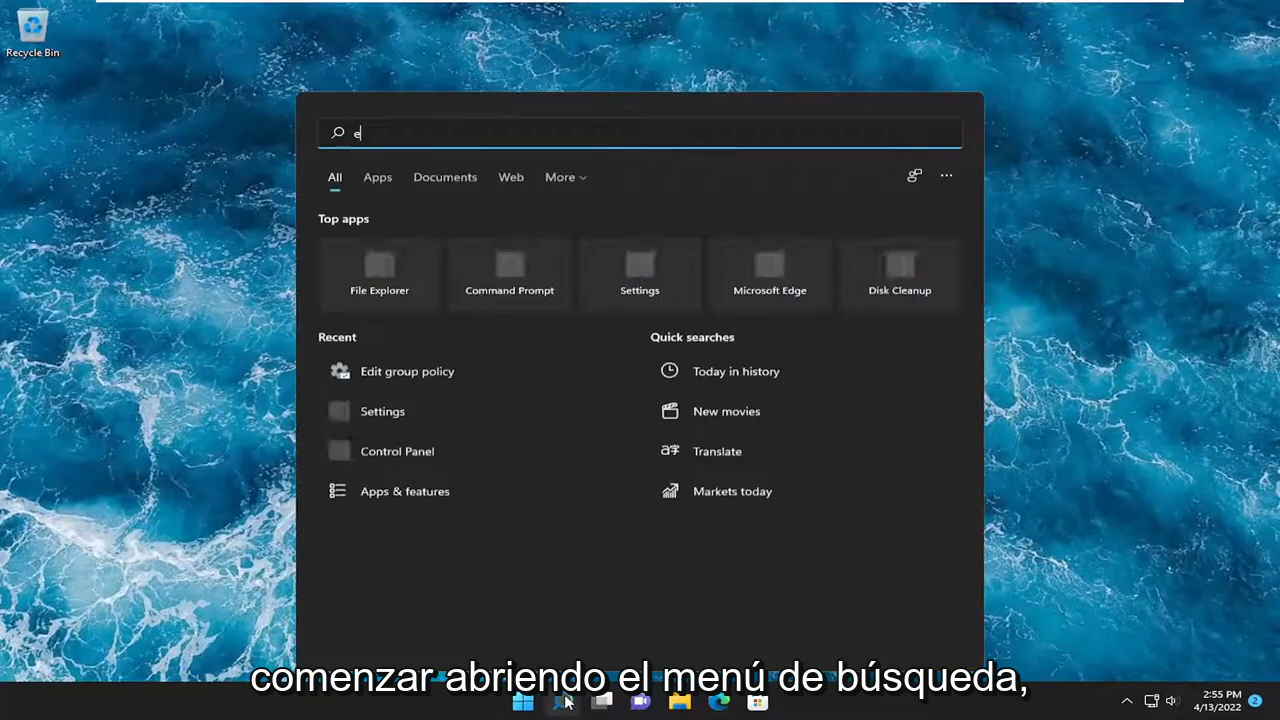 Recycle Bin
e
All Apps Documents Web More
Top apps
File Explorer Command Prompt Settings Microsoft Edge Disk Cleanup
Recent
Edit group policy
Settings
Control Panel
Apps & features
Quick searches
Today in history
New movies
Translate
Markets today
comenzar abriendo el menú de búsqueda,
2:55 PM
4/13/2022
2